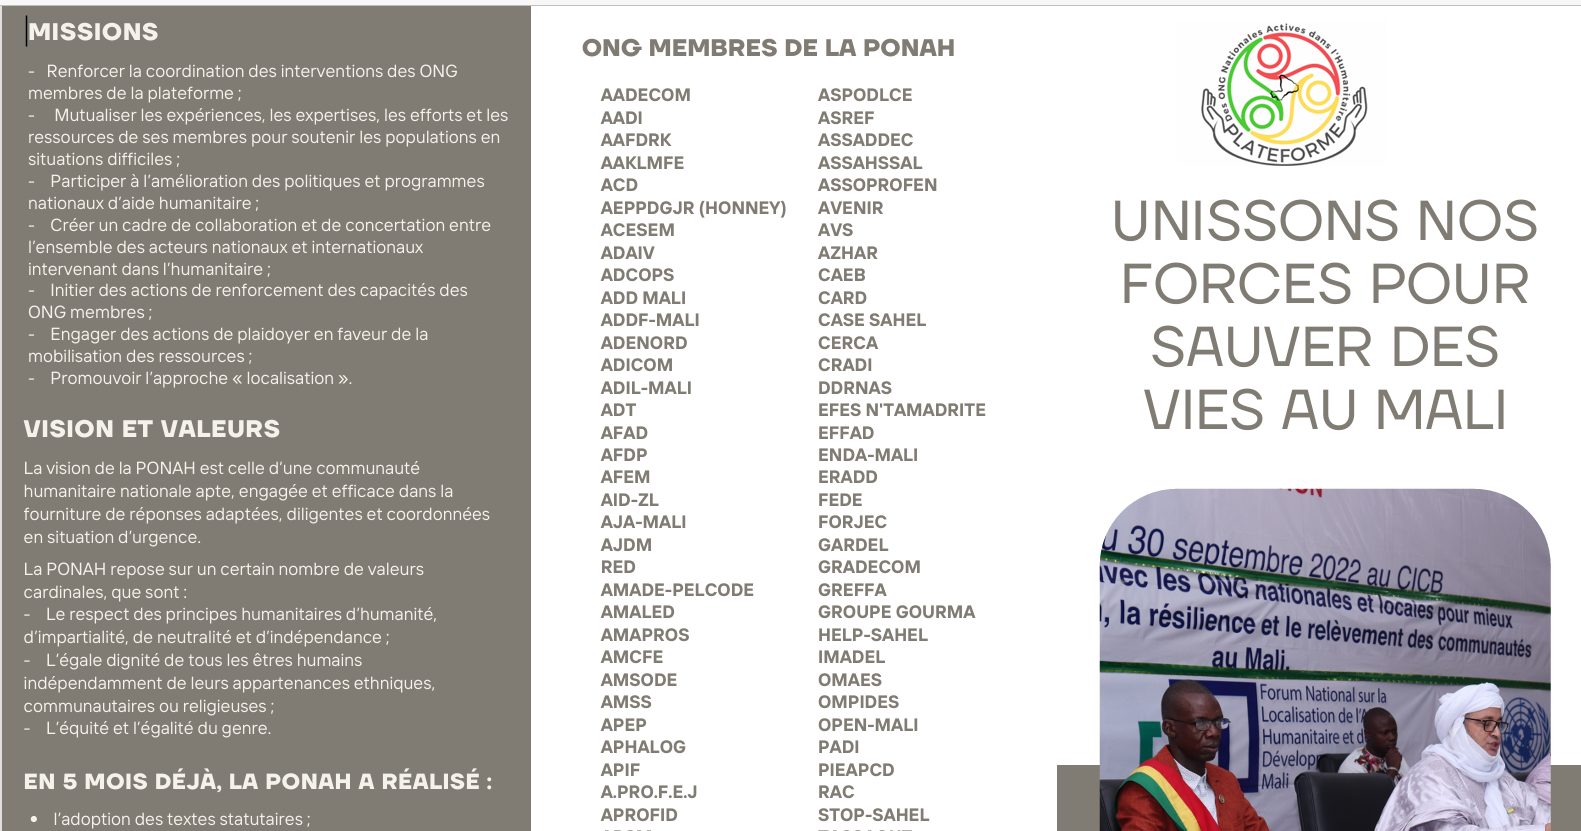 MISSIONS
- Renforcer la coordination des interventions des ONG
membres de la plateforme ;
- Mutualiser les expériences, les expertises, les efforts et les
ressources de ses membres pour soutenir les populations en
situations difficiles ;
- Participer à l’amélioration des politiques et programmes
nationaux d’aide humanitaire ;
- Créer un cadre de collaboration et de concertation entre
l’ensemble des acteurs nationaux et internationaux
intervenant dans l’humanitaire ;
- Initier des actions de renforcement des capacités des
ONG membres ;
- Engager des actions de plaidoyer en faveur de la
mobilisation des ressources ;
- Promouvoir l’approche « localisation ».
VISION ET VALEURS
La vision de la PONAH est celle d’une communauté
humanitaire nationale apte, engagée et efficace dans la
fourniture de réponses adaptées, diligentes et coordonnées
en situation d’urgence.
La PONAH repose sur un certain nombre de valeurs
cardinales, que sont :
- Le respect des principes humanitaires d’humanité,
d’impartialité, de neutralité et d’indépendance ;
- L’égale dignité de tous les êtres humains
indépendamment de leurs appartenances ethniques,
communautaires ou religieuses ;
- L’équité et l’égalité du genre.
EN 5 MOIS DÉJÀ, LA PONAH A RÉALISÉ :
• l’adoption des textes statutaires ;
ONG MEMBRES DE LA PONAH
AADECOM
AADI
AAFDRK
AAKLMFE
ACD
AEPPDGJR (HONNEY)
ACESEM
ADAIV
ADCOPS
ADD MALI
ADDF-MALI
ADENORD
ADICOM
ADIL-MALI
ADT
AFAD
AFDP
AFEM
AID-ZL
AJA-MALI
AJDM
RED
AMADE-PELCODE
AMALED
AMAPROS
AMCFE
AMSODE
AMSS
APEP
APHALOG
APIF
A.PRO.F.E.J
APROFID
ASPODLCE
ASREF
ASSADDEC
ASSAHSSAL
ASSOPROFEN
AVENIR
AVS
AZHAR
CAEB
CARD
CASE SAHEL
CERCA
CRADI
DDRNAS
EFES N'TAMADRITE
EFFAD
ENDA-MALI
ERADD
FEDE
FORJEC
GARDEL
GRADECOM
GREFFA
GROUPE GOURMA
HELP-SAHEL
IMADEL
OMAES
OMPIDES
OPEN-MALI
PADI
PIEAPCD
RAC
STOP-SAHEL
Des ONG Nationales Actives dans l'Humanitaire
PLATEFORME
UNISSONS NOS
FORCES POUR
SAUVER DES
VIES AU MALI
u 30 septembre 2022 au CICB
avec les ONG nationales et locales pour mieux
, la résilience et le relèvement des communautés
au Mali.
Forum National sur la
Localisation de l'A
Humanitaire et d
Dévelop
Mali